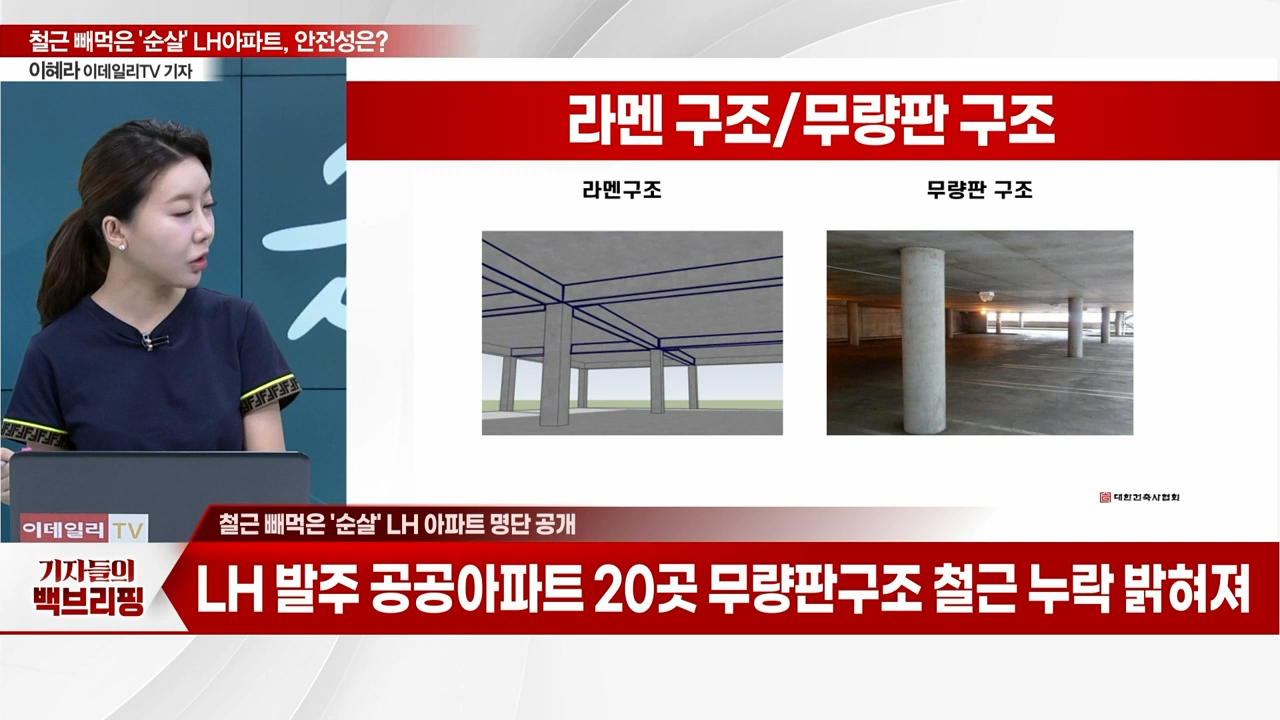 철근 빼먹은 '순살' LH아파트, 안전성은?
이혜라 이데일리TV 기자
라멘 구조/무량판 구조
라멘구조
무량판 구조
대한건축사협회
이데일리 TV
철근 빼먹은 '순살' LH 아파트 명단 공개
기자들의
백브리핑
LH 발주 공공아파트 20곳 무량판구조 철근 누락 밝혀져